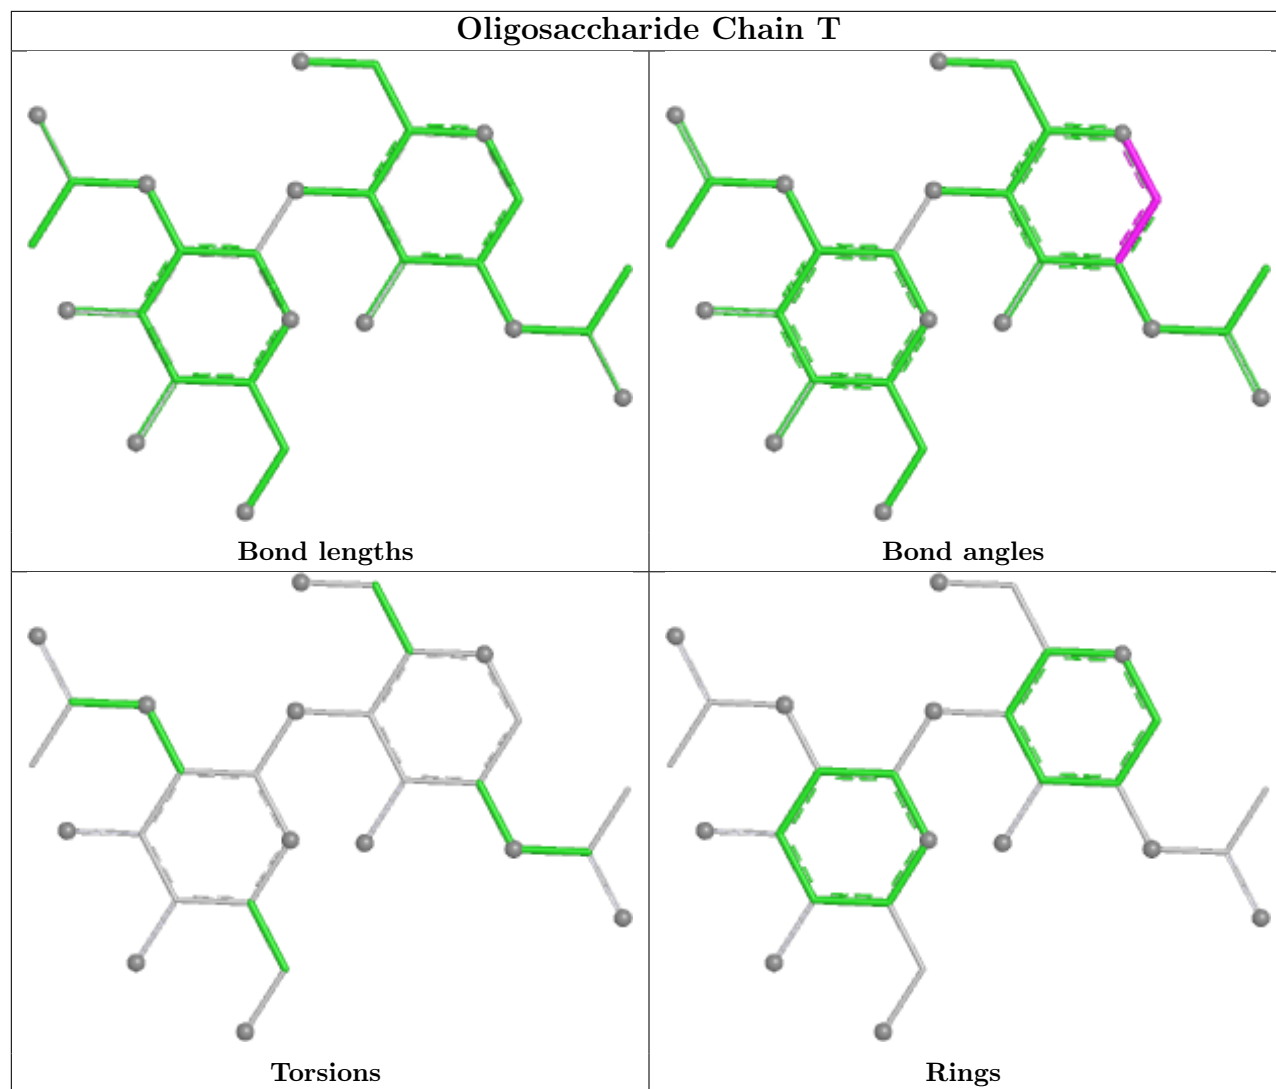 Oligosaccharide Chain T
Bond lengths
Bond angles
Torsions
Rings